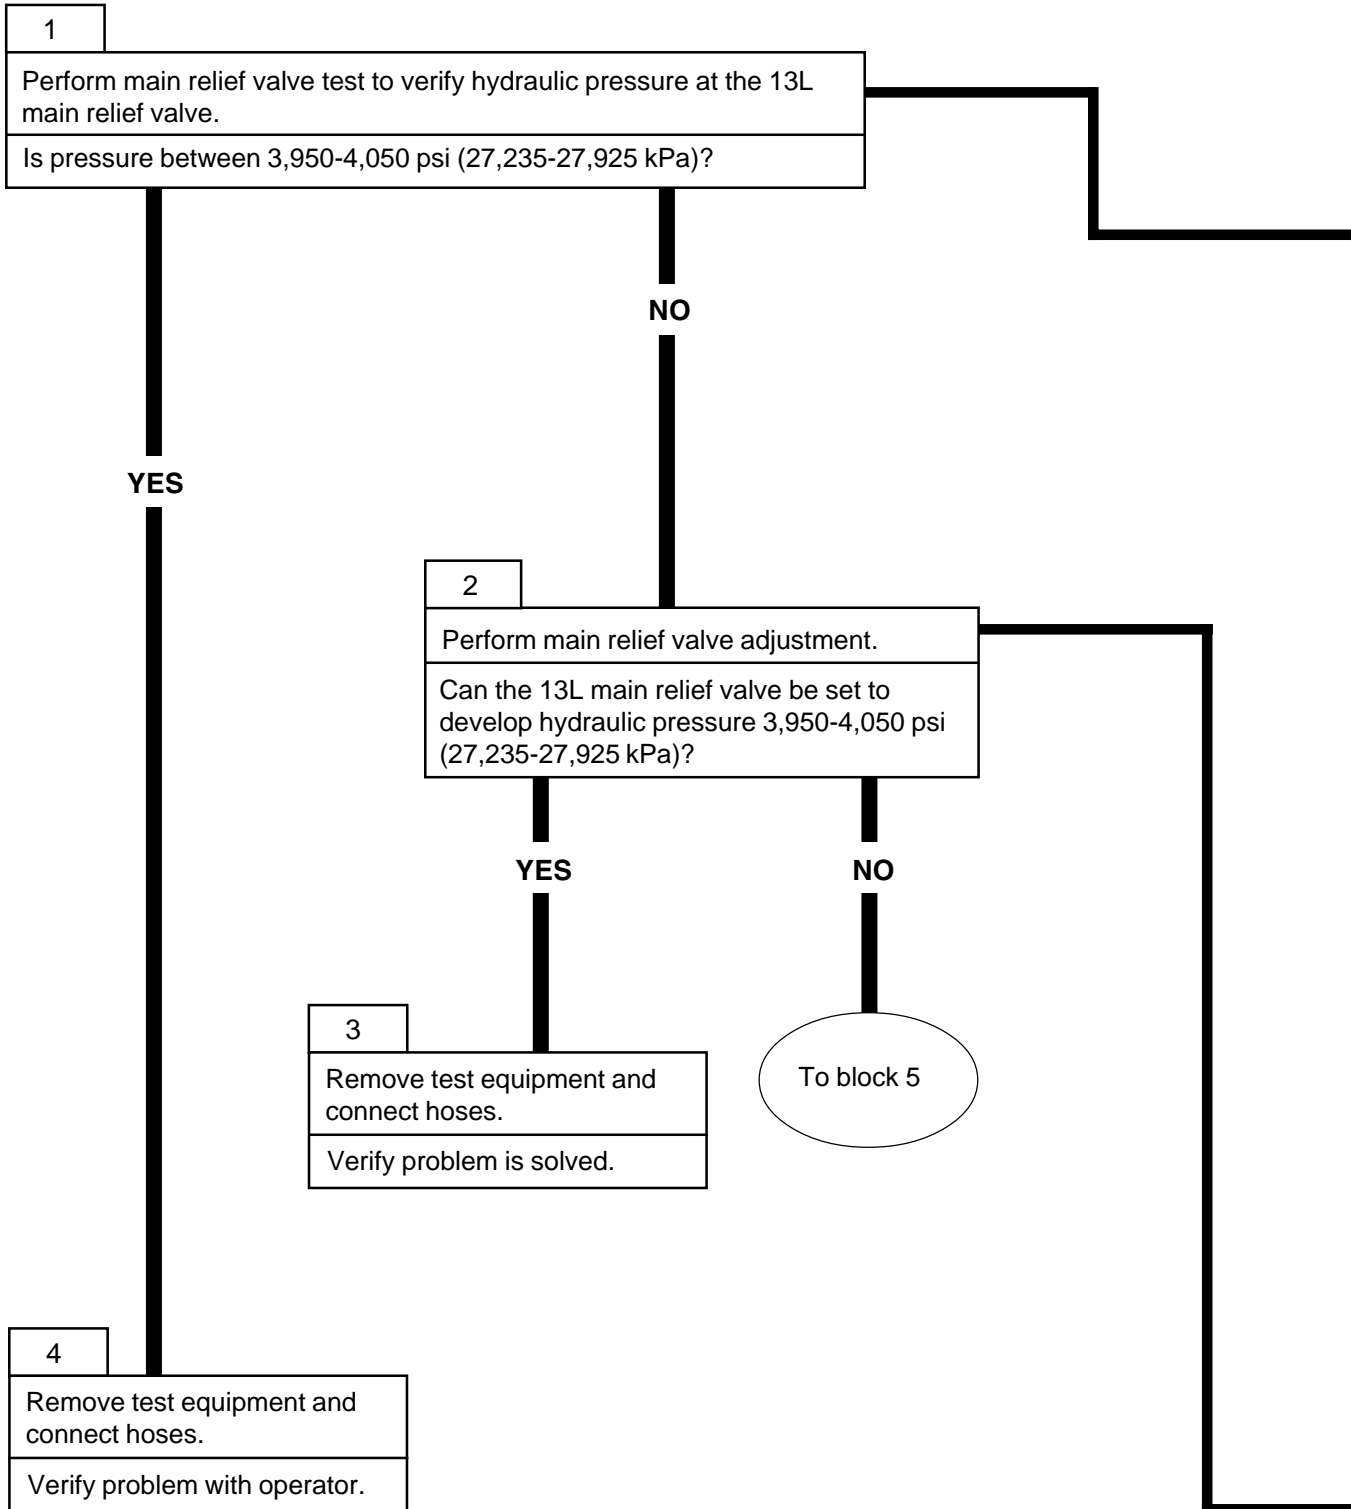 1
Perform main relief valve test to verify hydraulic pressure at the 13L
main relief valve.
Is pressure between 3,950-4,050 psi (27,235-27,925 kPa)?
NO
YES
2
Perform main relief valve adjustment.
Can the 13L main relief valve be set to
develop hydraulic pressure 3,950-4,050 psi
(27,235-27,925 kPa)?
YES
NO
3
Remove test equipment and
connect hoses.
Verify problem is solved.
To block 5
4
Remove test equipment and
connect hoses.
Verify problem with operator.